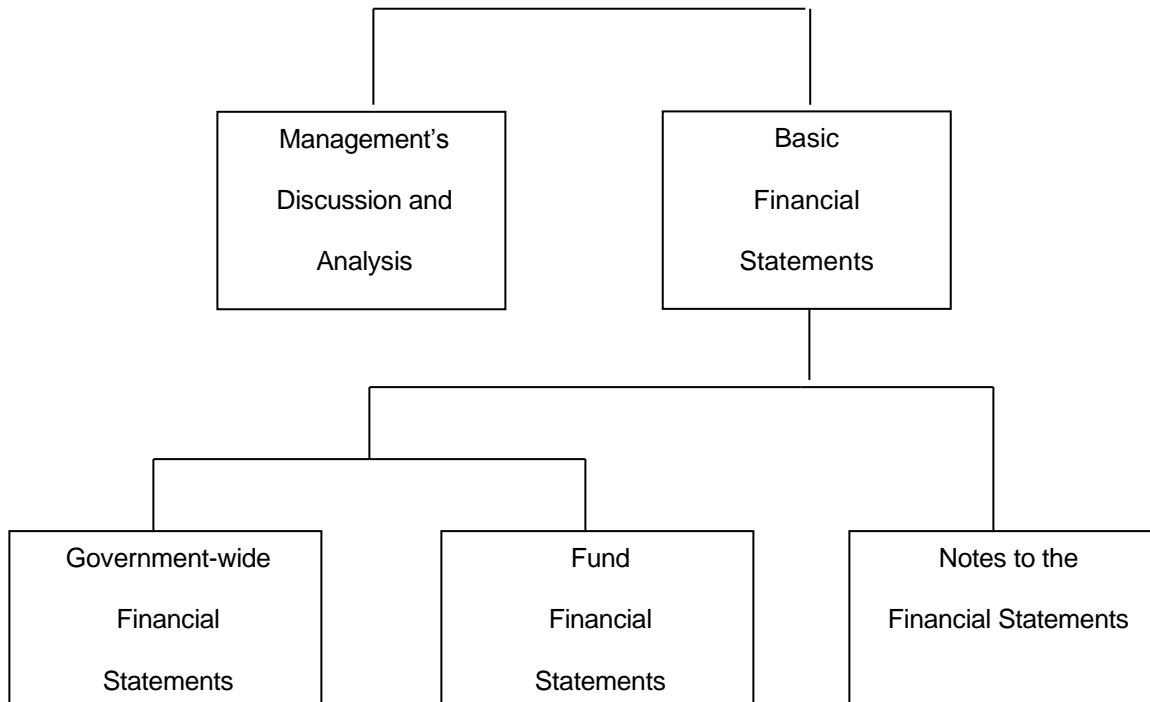 Management’s
Discussion and
Analysis
Basic
Financial
Statements
Government-wide
Financial
Statements
Fund
Financial
Statements
Notes to the
Financial Statements